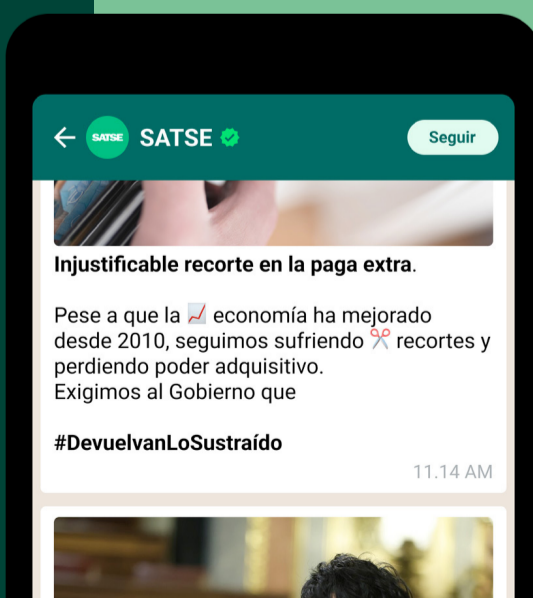 SATSE
SATSE
Seguir
Injustificable recorte en la paga extra.
Pese a que la 📈 economía ha mejorado
desde 2010, seguimos sufriendo ✂️ recortes y
perdiendo poder adquisitivo.
Exigimos al Gobierno que
#DevuelvanLoSustraído
11.14 AM